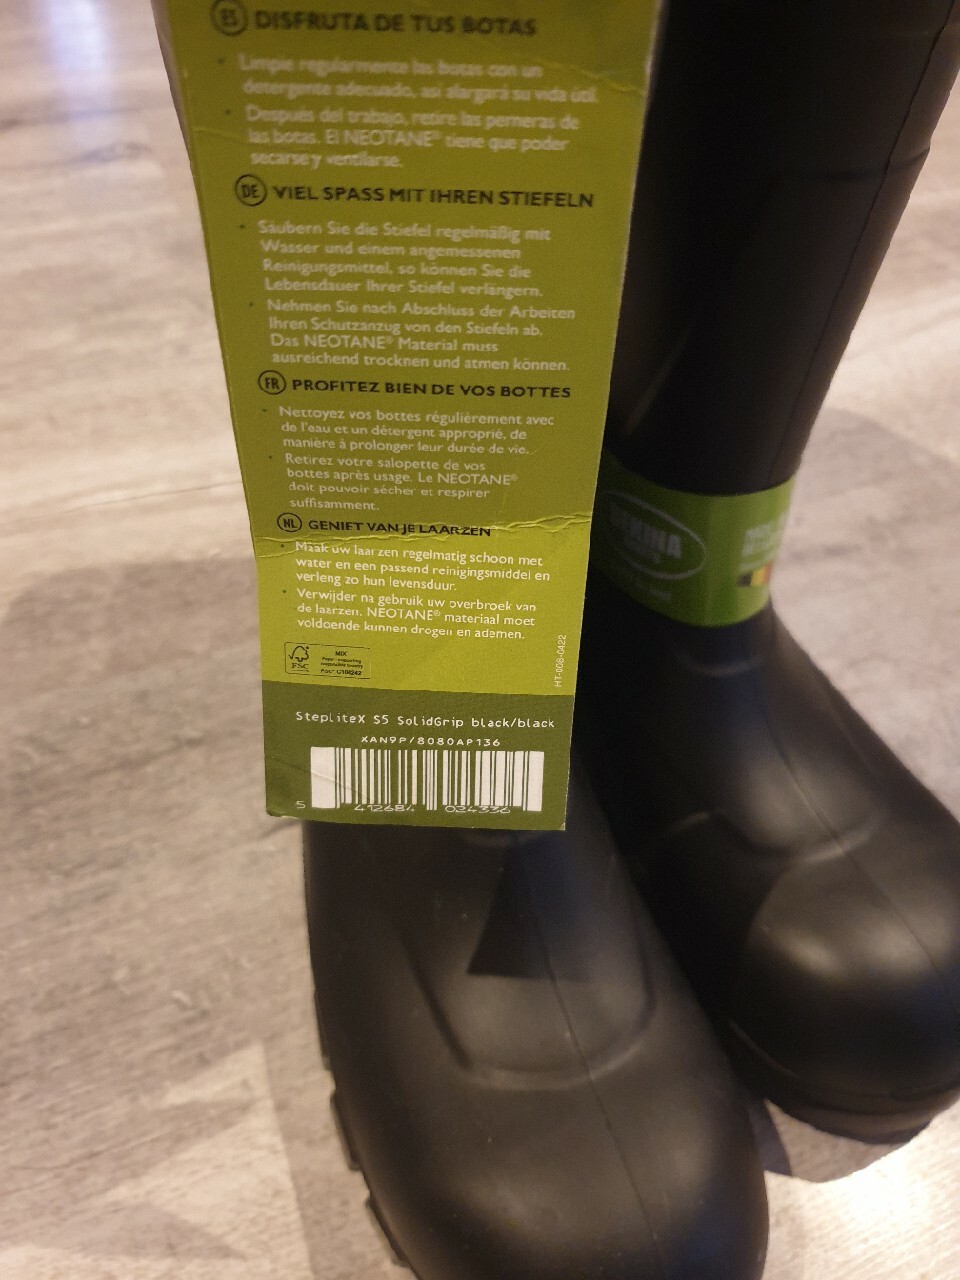 ES DISFRUTA DE TUS BOTAS
• Limpie regularmente las botas con un
detergente adecuado, así alargará su vida útil.
• Después del trabajo, retire las perneras de
las botas. El NEOTANE® tiene que poder
secarse y ventilarse.
DE VIEL SPASS MIT IHREN STIEFELN
• Säubern Sie die Stiefel regelmäßig mit
Wasser und einem angemessenen
Reinigungsmittel, so können Sie die
Lebensdauer Ihrer Stiefel verlängern.
• Nehmen Sie nach Abschluss der Arbeiten
Ihren Schutzanzug von den Stiefeln ab.
Das NEOTANE® Material muss
ausreichend trocknen und atmen können.
FR PROFITEZ BIEN DE VOS BOTTES
• Nettoyez vos bottes régulièrement avec
de l'eau et un détergent approprié, de
manière à prolonger leur durée de vie.
• Retirez votre salopette de vos
bottes après usage. Le NEOTANE®
doit pouvoir sécher et respirer
suffisamment.
NL GENIET VAN JE LAARZEN
• Maak uw laarzen regelmatig schoon met
water en een passend reinigingsmiddel en
verleng zo hun levensduur.
• Verwijder na gebruik uw overbroek van
de laarzen. NEOTANE® materiaal moet
voldoende kunnen drogen en ademen.
FSC
MIX
HT-008-0422
StepliteX S5 SolidGrip black/black
XAN9P/8080AP136
5 412684 024336